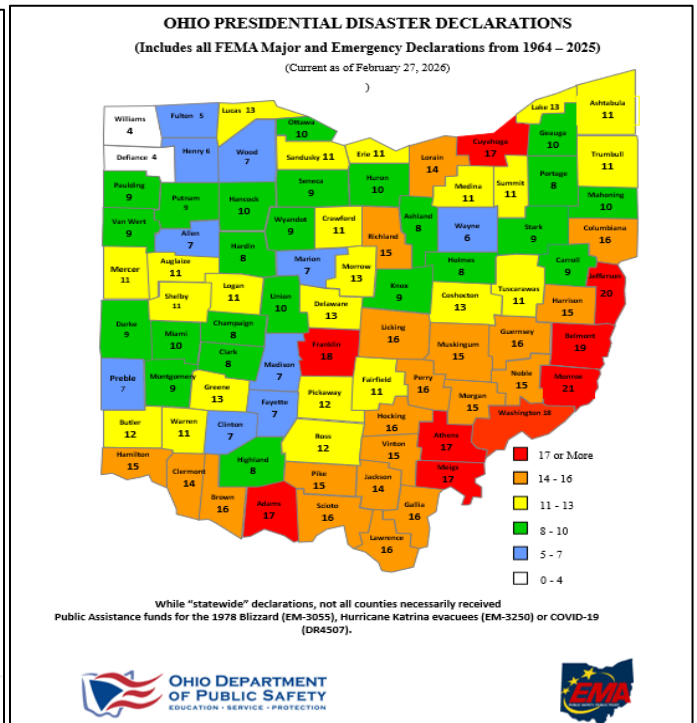 OHIO PRESIDENTIAL DISASTER DECLARATIONS
(Includes all FEMA Major and Emergency Declarations from 1964 – 2025)
(Current as of February 27, 2026)
)
Williams
4
Fulton 5
Lucas 13
Ottawa
10
Lake 13
Ashtabula
11
Cuyahoga
17
Geauga
10
Defiance 4
Henry 6
Wood
7
Sandusky 11
Erie 11
Lorain
14
Trumbull
11
Paulding
9
Putnam
9
Hancock
10
Seneca
9
Huron
10
Medina
11
Summit
11
Portage
8
Mahoning
10
Van Wert
9
Allen
7
Wyandot
9
Crawford
11
Richland
15
Ashland
8
Wayne
6
Stark
9
Columbiana
16
Mercer
11
Auglaize
11
Hardin
8
Marion
7
Morrow
13
Holmes
8
Carroll
9
Jefferson
20
Shelby
11
Logan
11
Union
10
Delaware
13
Knox
9
Coshocton
13
Tuscarawas
11
Harrison
15
Darke
9
Miami
10
Champaign
8
Clark
8
Franklin
18
Licking
16
Muskingum
15
Guernsey
16
Belmont
19
Preble
7
Montgomery
9
Greene
13
Madison
7
Fayette
7
Pickaway
12
Fairfield
11
Perry
16
Morgan
15
Noble
15
Monroe
21
Butler
12
Warren
11
Clinton
7
Ross
12
Hocking
16
Washington 18
Hamilton
15
Clermont
14
Highland
8
Vinton
15
Athens
17
Brown
16
Adams
17
Pike
15
Scioto
16
Jackson
14
Meigs
17
Gallia
16
Lawrence
16
17 or More
14 - 16
11 - 13
8 - 10
5 - 7
0 - 4
While “statewide” declarations, not all counties necessarily received
Public Assistance funds for the 1978 Blizzard (EM-3055), Hurricane Katrina evacuees (EM-3250) or COVID-19
(DR4507).
OHIO DEPARTMENT
OF PUBLIC SAFETY
EDUCATION • SERVICE • PROTECTION
EMA